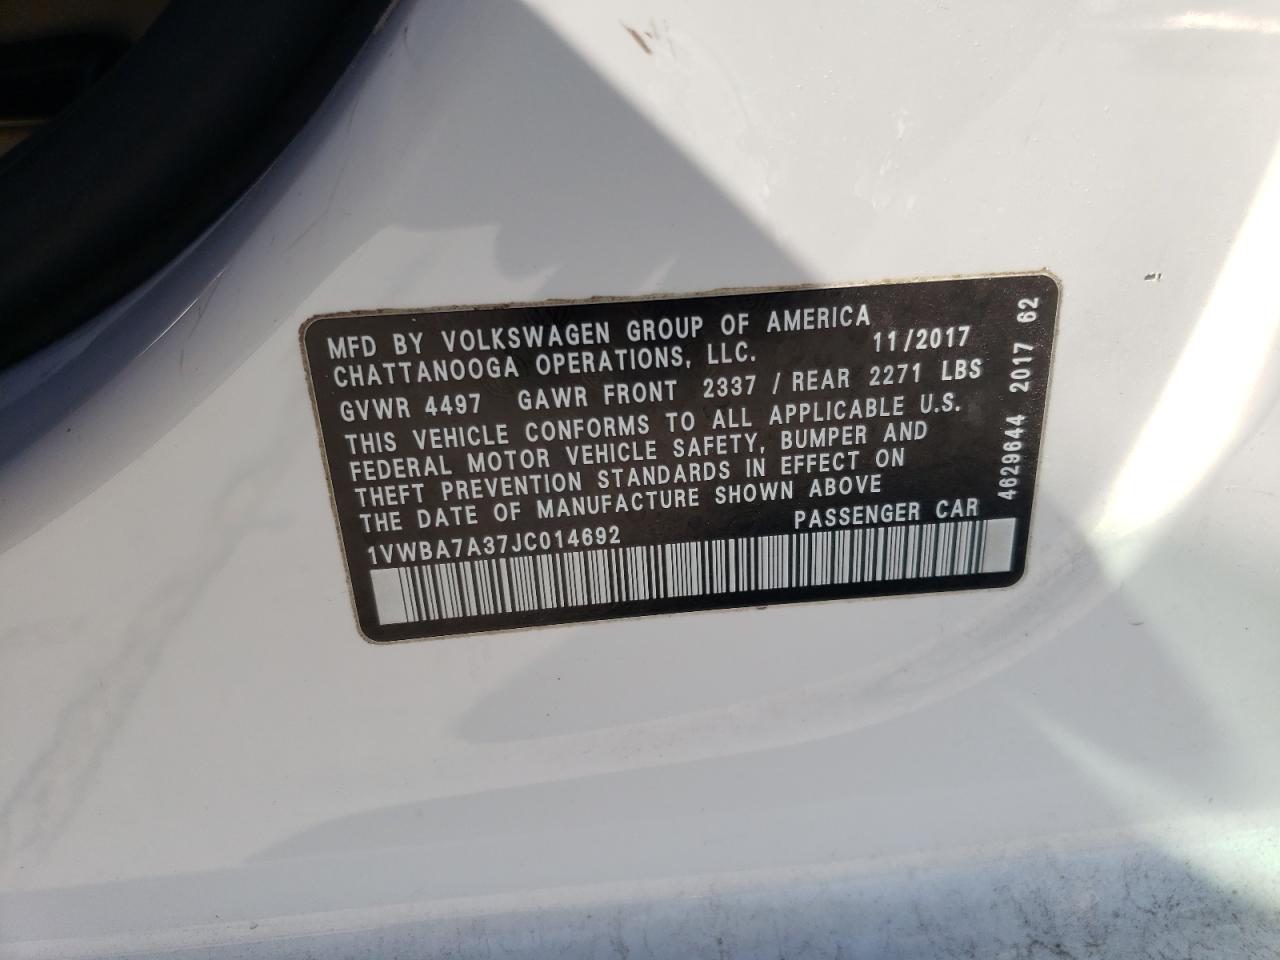 MFD BY VOLKSWAGEN GROUP OF AMERICA
CHATTANOOGA OPERATIONS, LLC. 11/2017
GVWR 4497 GAWR FRONT 2337 / REAR 2271 LBS
THIS VEHICLE CONFORMS TO ALL APPLICABLE U.S.
FEDERAL MOTOR VEHICLE SAFETY, BUMPER AND
THEFT PREVENTION STANDARDS IN EFFECT ON
THE DATE OF MANUFACTURE SHOWN ABOVE
1VWBA7A37JC014692 PASSENGER CAR
4629644 2017 62